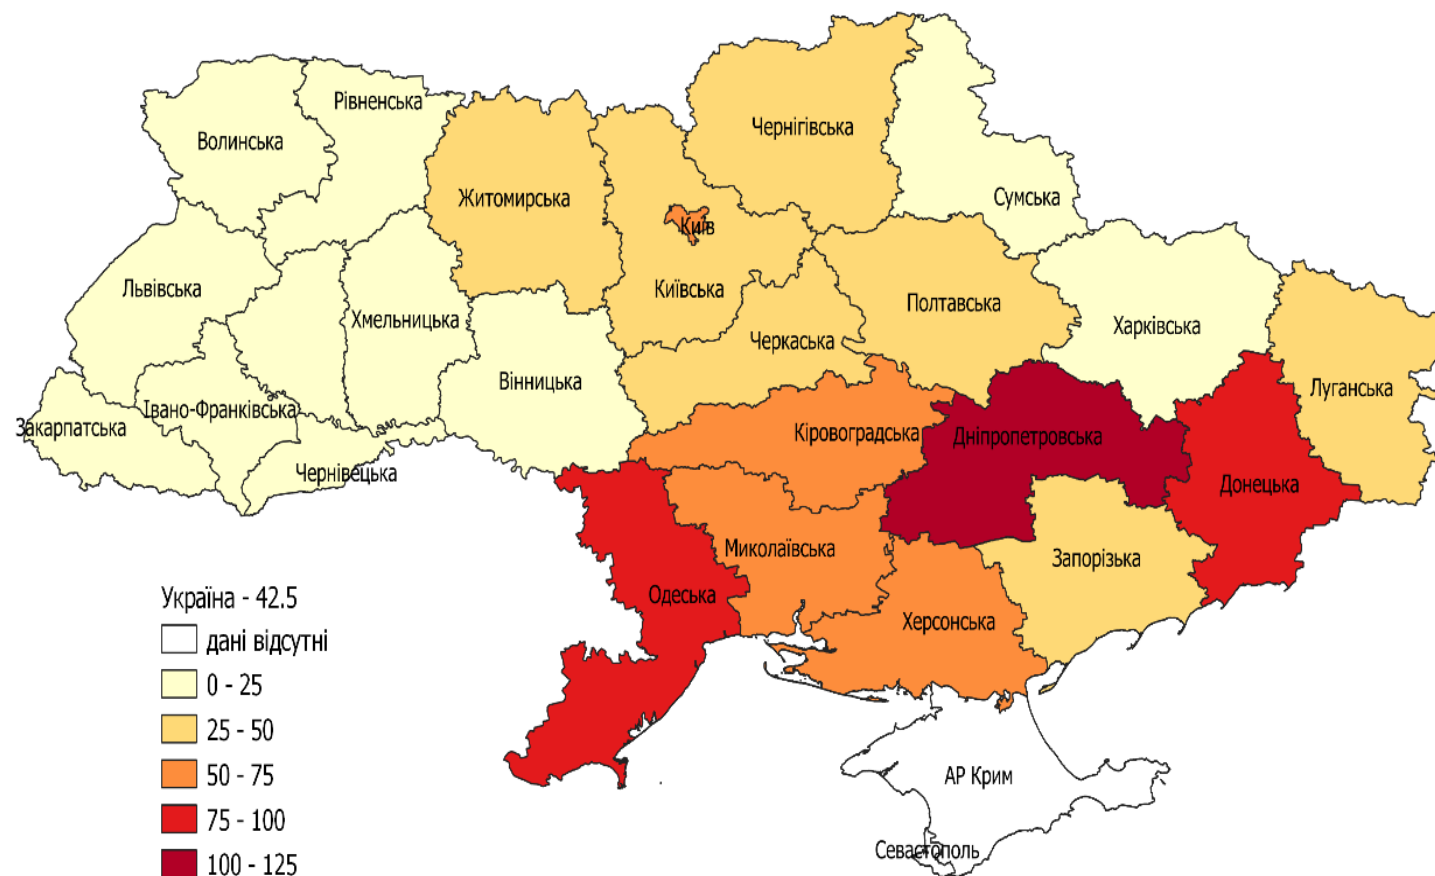 Рівненська
Чернігівська
Волинська
Житомирська
Сумська
Київ
Львівська
Київська
Полтавська
Хмельницька
Харківська
Черкаська
Вінницька
Луганська
Івано-Франківська
Закарпатська
Кіровоградська
Дніпропетровська
Чернівецька
Донецька
Миколаївська
Запорізька
Одеська
Херсонська
Україна - 42.5
дані відсутні
0 - 25
25 - 50
50 - 75
75 - 100
100 - 125
АР Крим
Севастополь